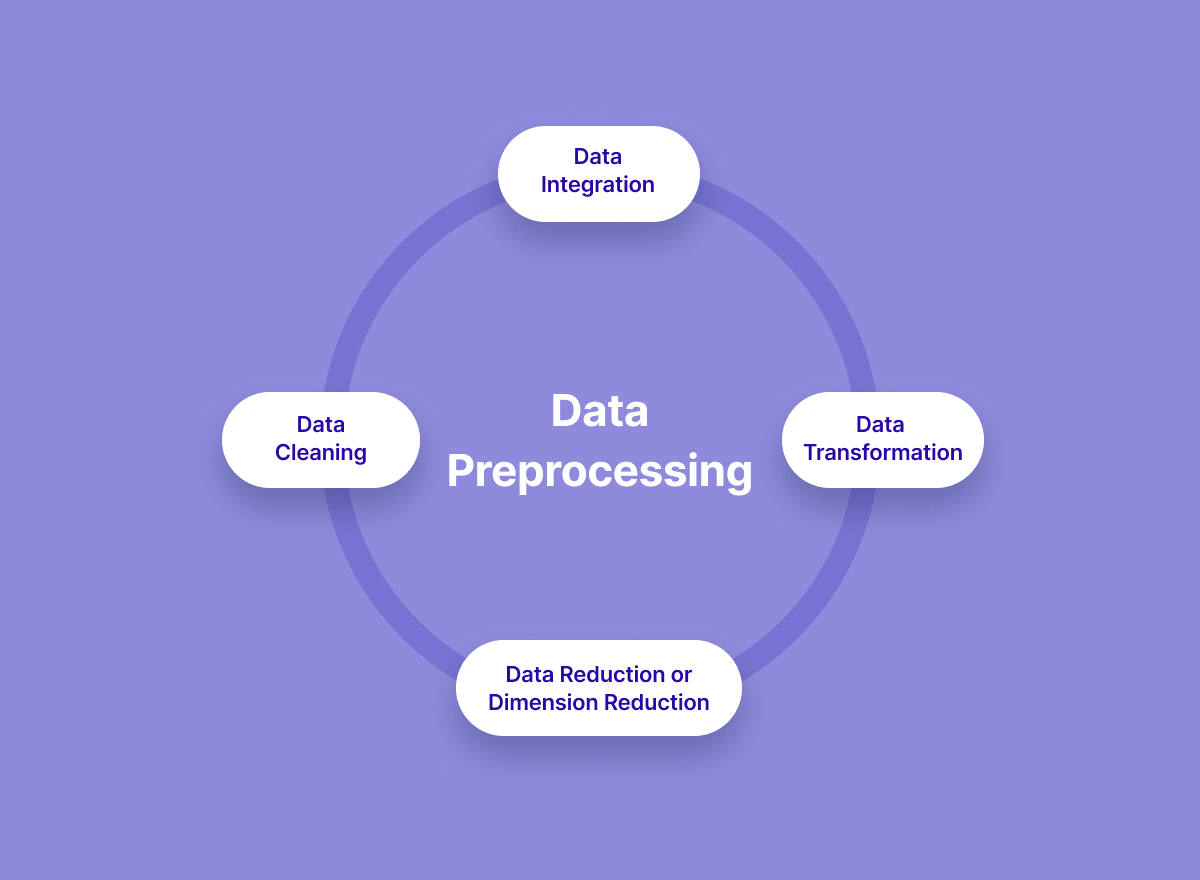 Data
Integration
Data
Cleaning
Data
Preprocessing
Data
Transformation
Data Reduction or
Dimension Reduction